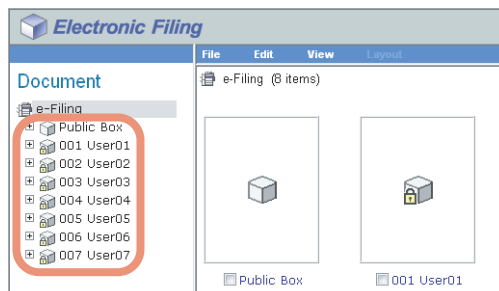 Electronic Filing
File Edit View Layout
Document
e-Filing
Public Box
001 User01
002 User02
003 User03
004 User04
005 User05
006 User06
007 User07
e-Filing (8 items)
Public Box
001 User01